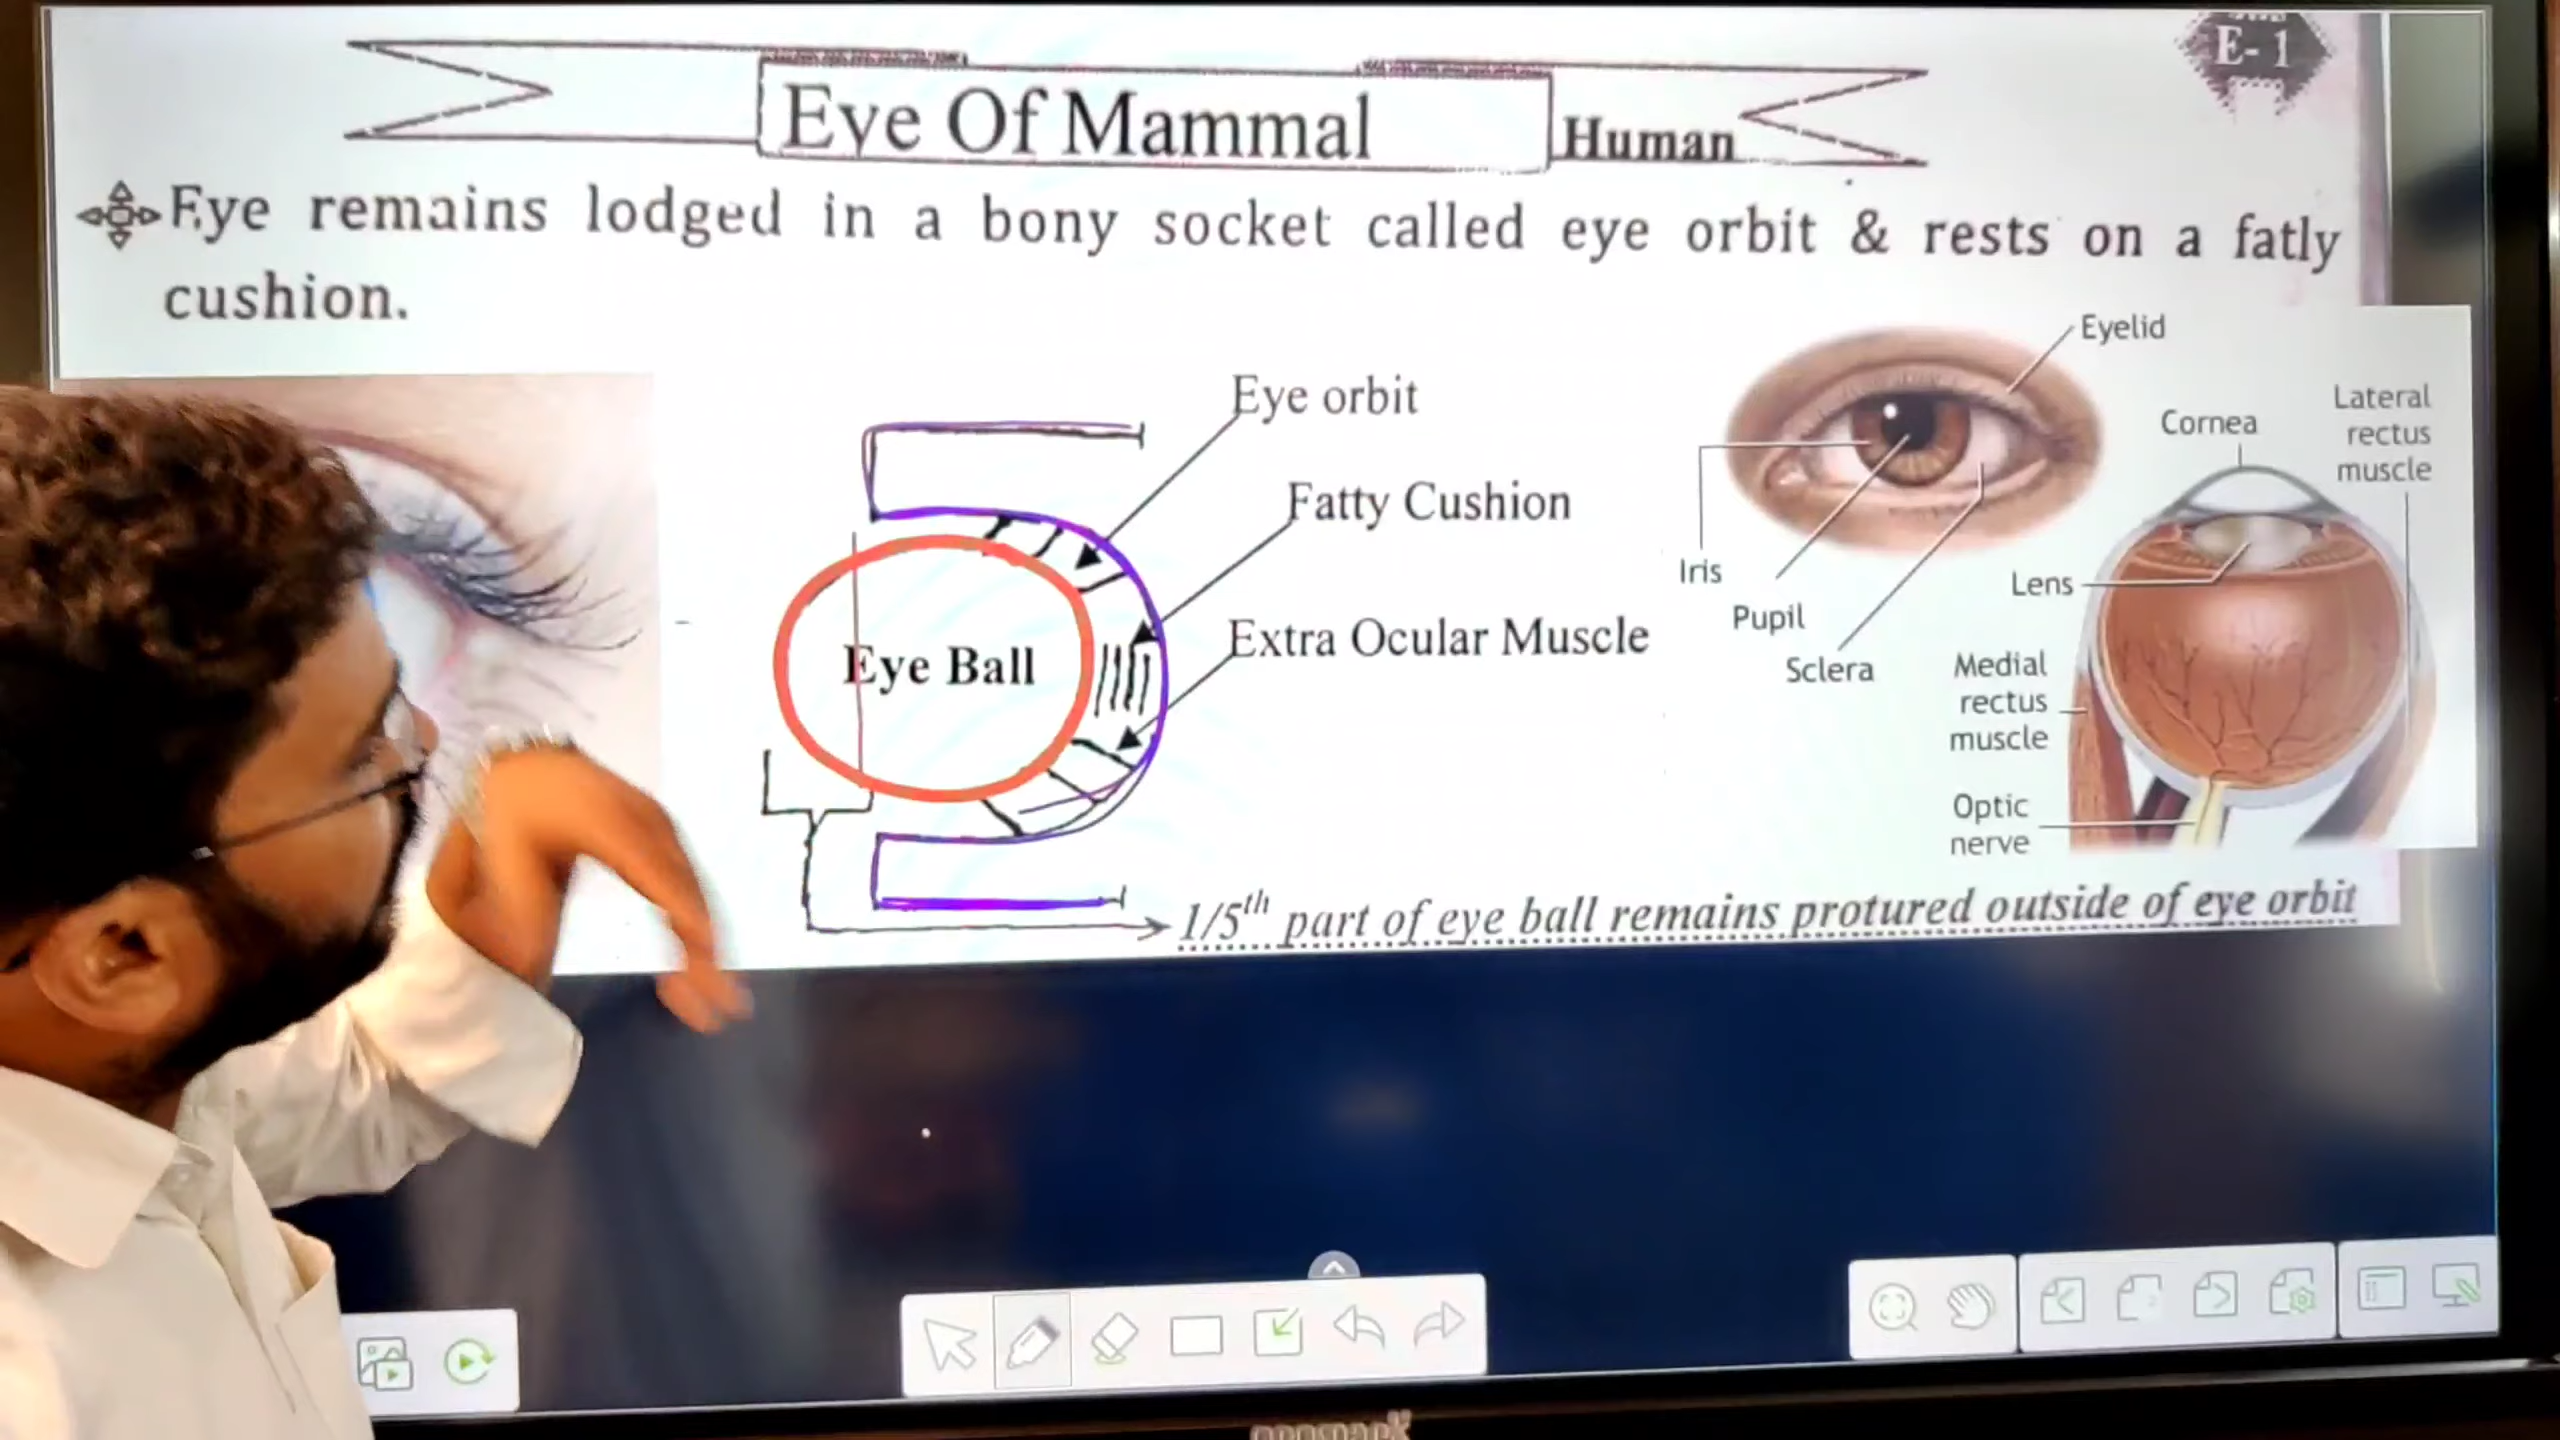 E- 1
Eye Of Mammal
Human
Eye remains lodged in a bony socket called eye orbit & rests on a fatly
cushion.
Eye orbit
Fatty Cushion
Extra Ocular Muscle
Eye Ball
1/5th part of eye ball remains protured outside of eye orbit
Eyelid
Iris
Pupil
Sclera
Cornea
Lateral
rectus
muscle
Lens
Medial
rectus
muscle
Optic
nerve